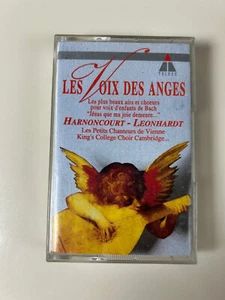 TELDEC
LES VOIX DES ANGES
Les plus beaux airs et chœurs
pour voix d'enfants de Bach
"Jésus que ma joie demeure..."
HARNONCOURT - LEONHARDT
Les Petits Chanteurs de Vienne
King's College Choir Cambridge...